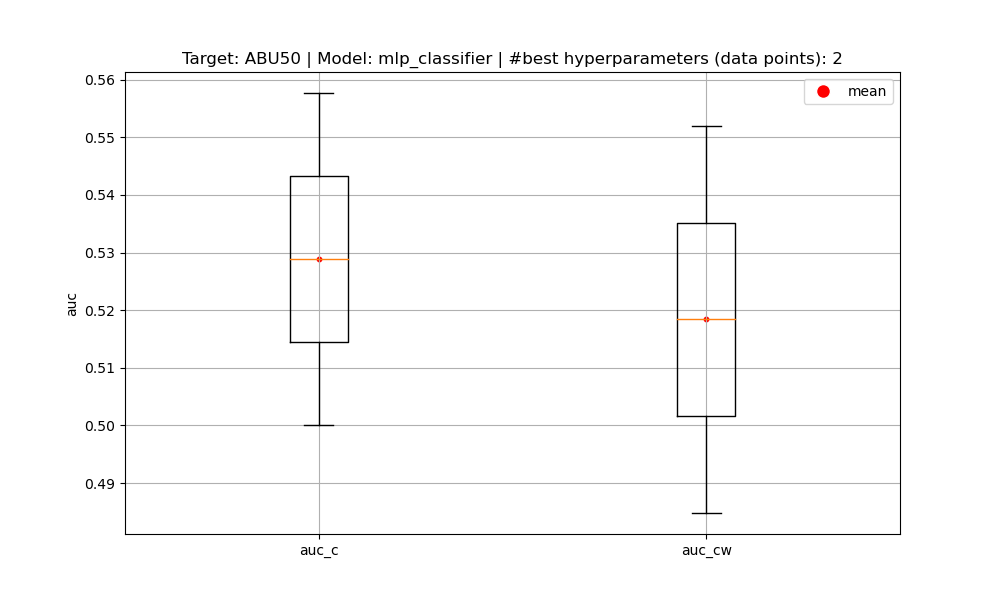 Target: ABU50 | Model: mlp_classifier | #best hyperparameters (data points): 2
mean
0.56
0.55
0.54
0.53
0.52
0.51
0.50
0.49
auc
auc_c
auc_cw